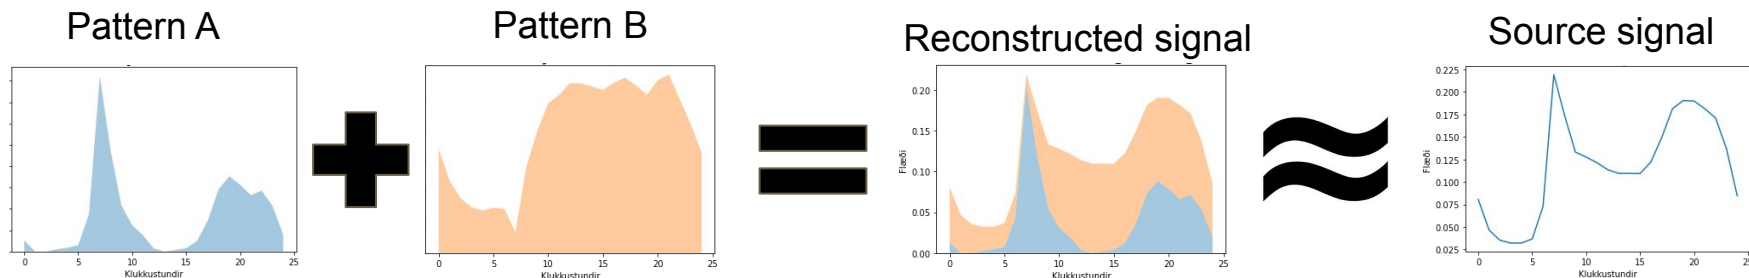 Pattern A
Pattern B
Reconstructed signal
Source signal
0 5 10 15 20 25
Klukkustundir
0 5 10 15 20 25
Klukkustundir
0.20
0.15
0.10
0.05
0.00
Flæði
0 5 10 15 20 25
Klukkustundir
0.225
0.200
0.175
0.150
0.125
0.100
0.075
0.050
0.025
Flæði
0 5 10 15 20 25
Klukkustundir